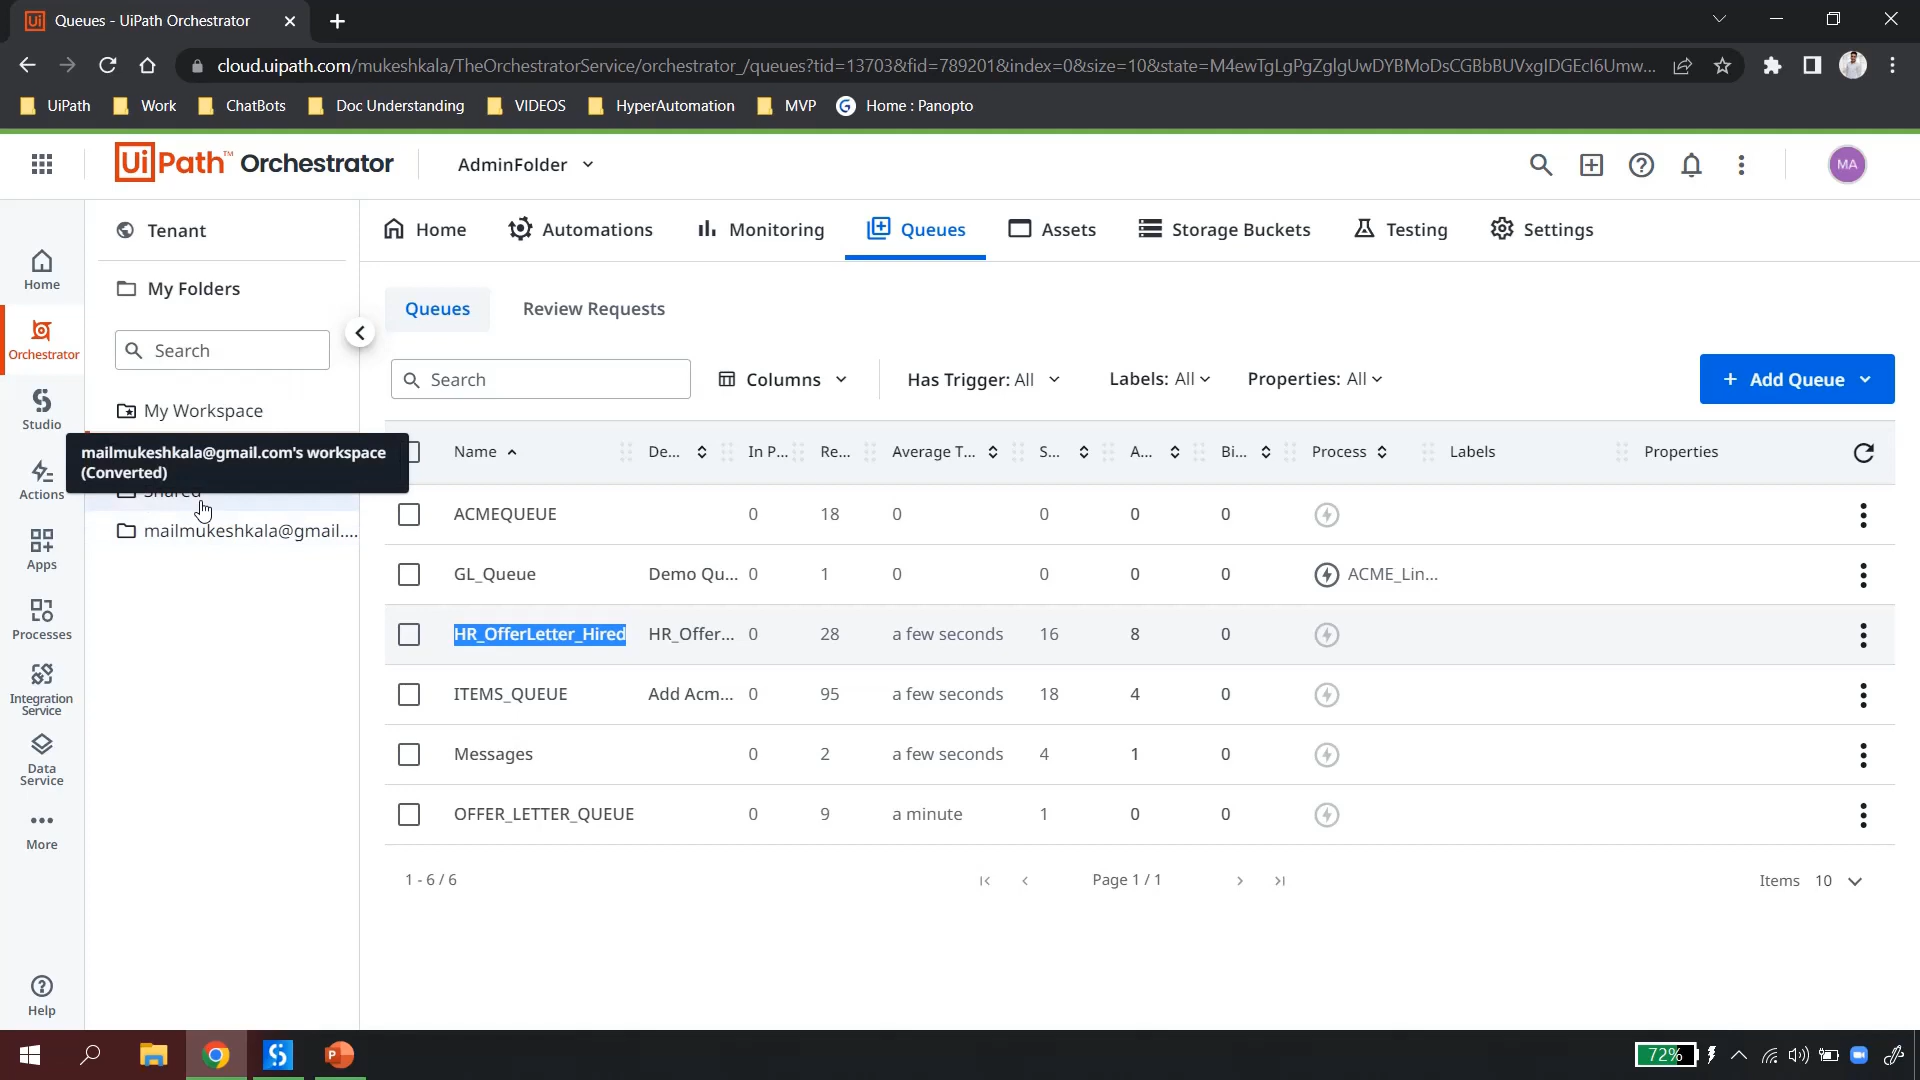 Queues - UiPath Orchestrator
cloud.uipath.com/mukeshkala/TheOrchestratorService/orchestrator_/queues?tid=13703&fid=789201&index=0&size=10&state=M4ewTgLgPgZglgUwDYBMoDsCGBbBUVxgIDGEcI6Umw...
UiPath Work ChatBots Doc Understanding VIDEOS HyperAutomation MVP G Home : Panopto
UiPath™ Orchestrator AdminFolder MA
Tenant
My Folders
Search
My Workspace
mailmukeshkala@gmail.com's workspace
(Converted)
Shared
mailmukeshkala@gmail....
Home
Orchestrator
Studio
Actions
Apps
Processes
Integration
Service
Data
Service
More
Help
Home Automations Monitoring Queues Assets Storage Buckets Testing Settings
Queues Review Requests
Search Columns Has Trigger: All Labels: All Properties: All + Add Queue
Name De... In P... Re... Average T... S... A... Bi... Process Labels Properties
ACMEQUEUE 0 18 0 0 0 0
GL_Queue Demo Qu... 0 1 0 0 0 0 ACME_Lin...
HR_OfferLetter_Hired HR_Offer... 0 28 a few seconds 16 8 0
ITEMS_QUEUE Add Acm... 0 95 a few seconds 18 4 0
Messages 0 2 a few seconds 4 1 0
OFFER_LETTER_QUEUE 0 9 a minute 1 0 0
1 - 6 / 6 Page 1 / 1 Items 10
72%